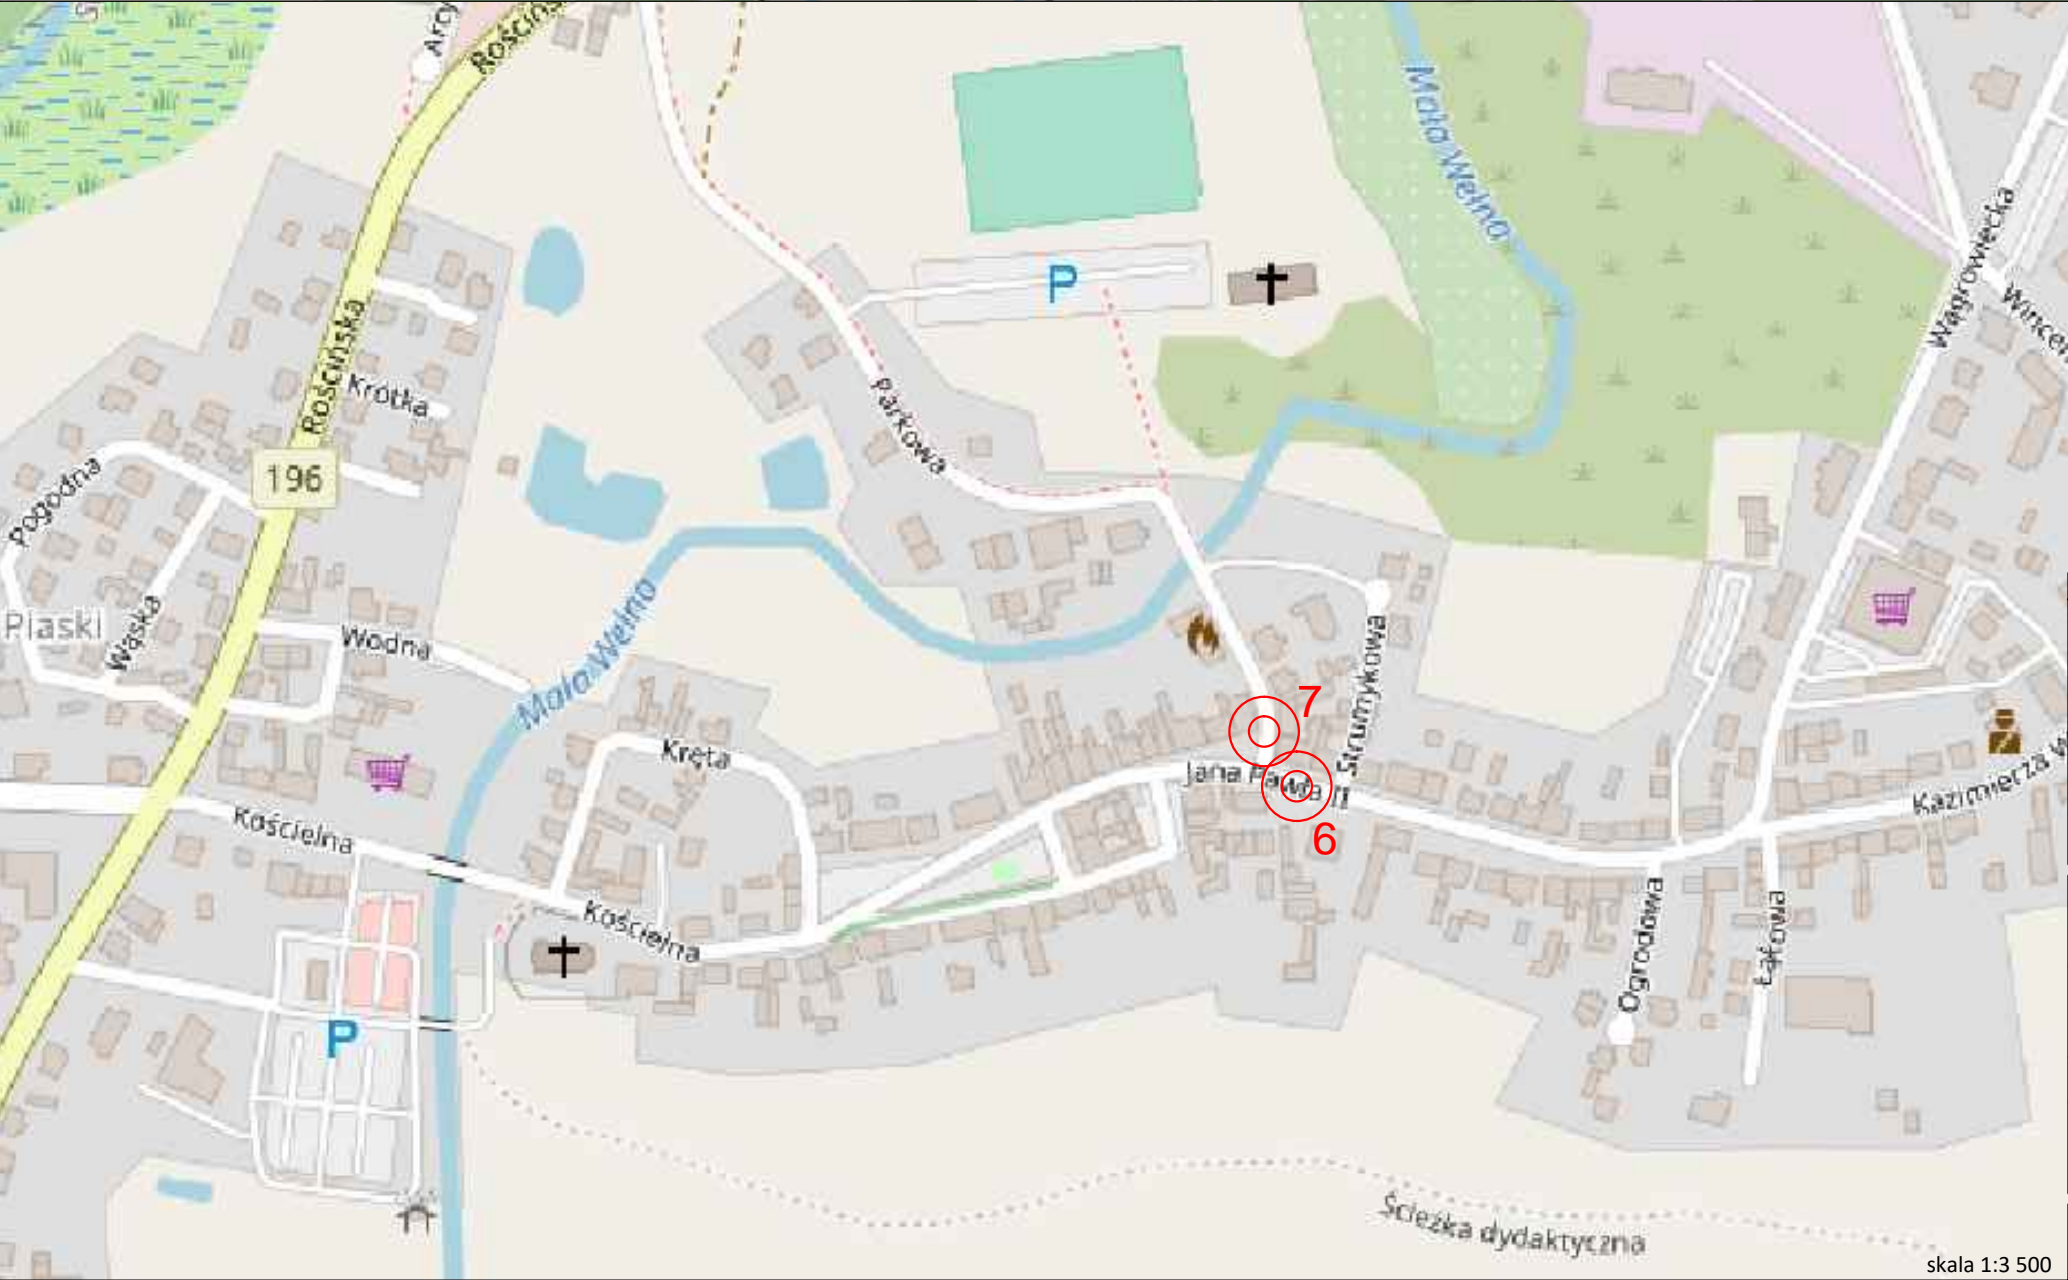 Rościńs
Mała Wełna
Wągrowiecka
Rościńska
Krótka
Parkowa
196
Pogodna
Piaski
Wąska
Wodna
Mała Wełna
Strumykowa
7
Kręta
Jana Pawła II
6
Kościelna
Kazimierza
Kościelna
Ogrodowa
Łąkowa
P
P
Ścieżka dydaktyczna
skala 1:3 500